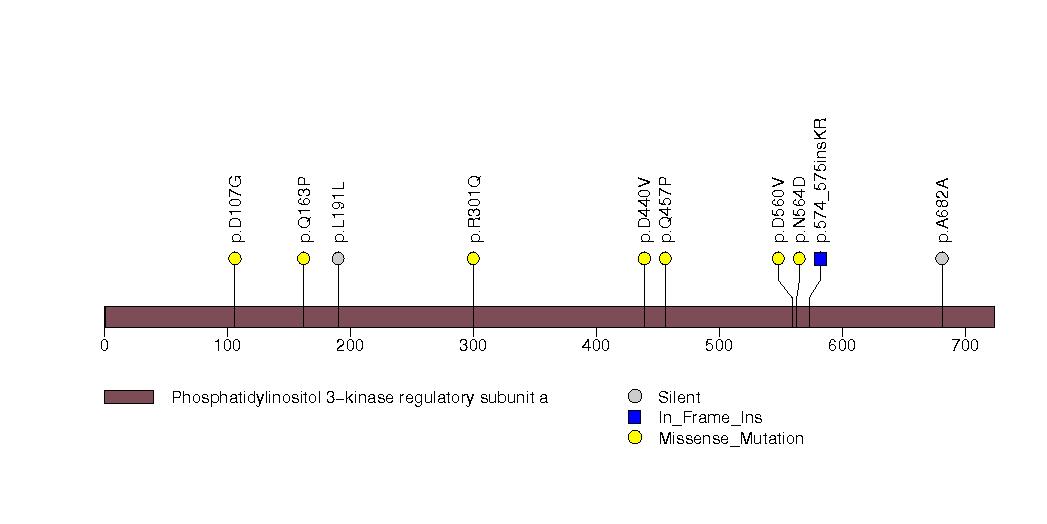 p.D107G
p.Q163P
p.L191L
p.R301Q
p.D440V
p.Q457P
p.D560V
p.N564D
p.574_575insKR
p.A682A
0 100 200 300 400 500 600 700
Phosphatidylinositol 3−kinase regulatory subunit a
Silent
In_Frame_Ins
Missense_Mutation